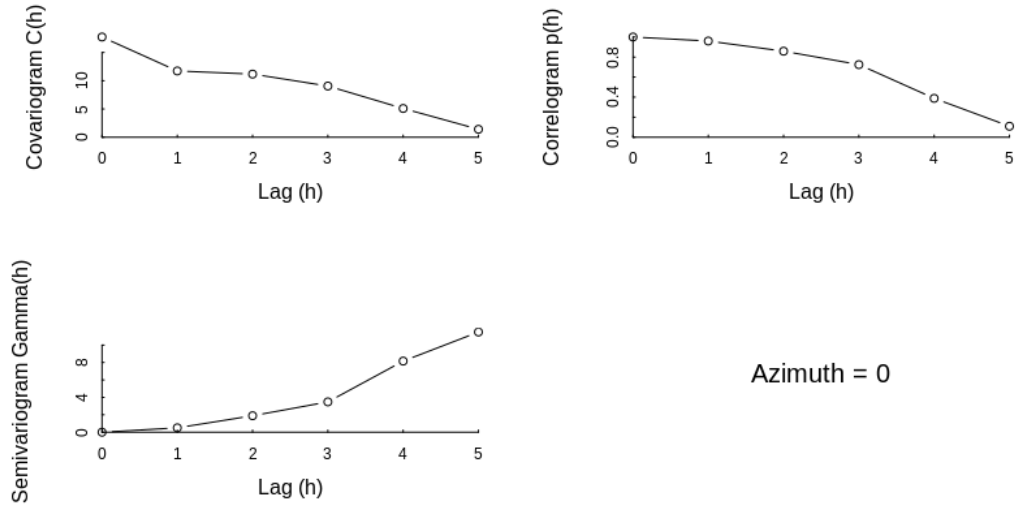 Covariogram C(h)
10
5
0
0 1 2 3 4 5
Lag (h)
Correlogram p(h)
0.8
0.4
0.0
0 1 2 3 4 5
Lag (h)
Semivariogram Gamma(h)
8
4
0
0 1 2 3 4 5
Lag (h)
Azimuth = 0